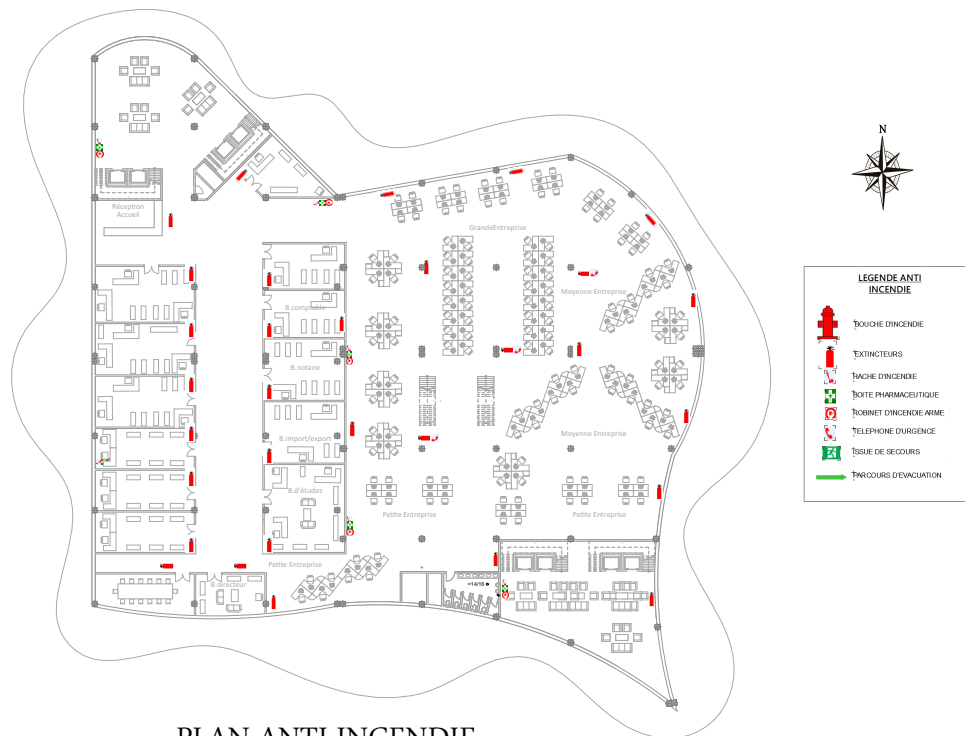 N
Réception
Accueil
GrandeEntreprise
Moyenne Entreprise
B.comptable
B.notaire
B.import/export
Moyenne Entreprise
B.d'études
Petite Entreprise
Petite Entreprise
Petite Entreprise
B.directeur
+14/16
LEGENDE ANTI
INCENDIE
BOUCHE D'INCENDIE
EXTINCTEURS
HACHE D'INCENDIE
BOITE PHARMACEUTIQUE
ROBINET D'INCENDIE ARME
TELEPHONE D'URGENCE
ISSUE DE SECOURS
PARCOURS D'EVACUATION
PLAN ANTI INCENDIE